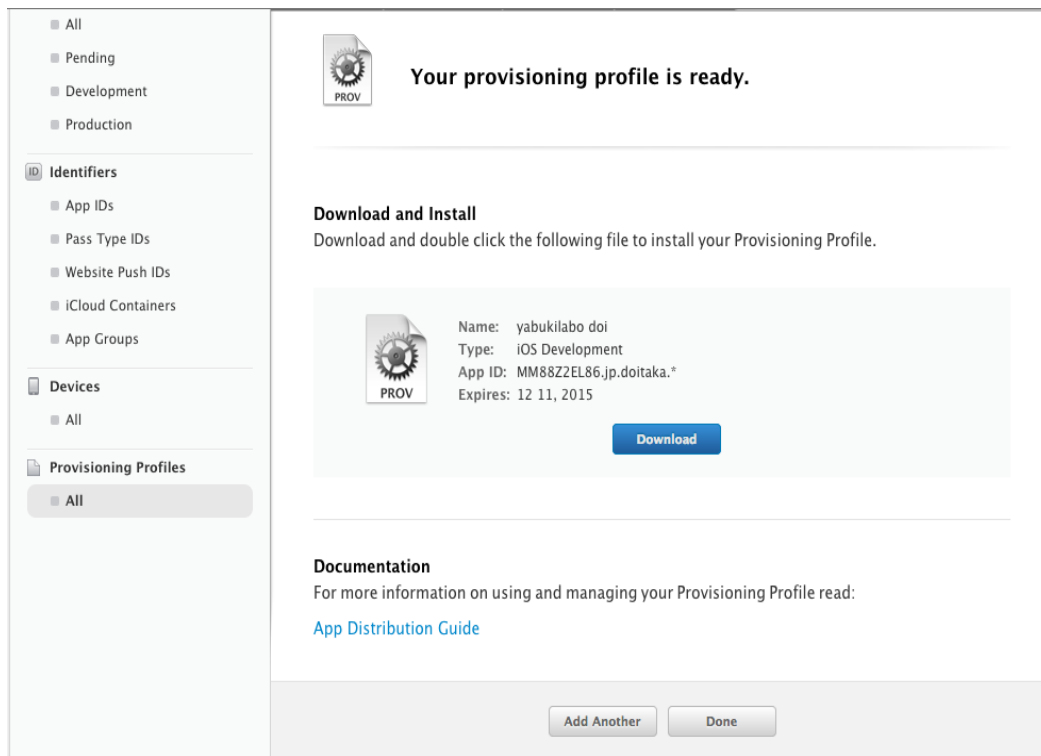 All
Pending
Development
Production
ID Identifiers
App IDs
Pass Type IDs
Website Push IDs
iCloud Containers
App Groups
Devices
All
Provisioning Profiles
All
PROV
Your provisioning profile is ready.
Download and Install
Download and double click the following file to install your Provisioning Profile.
PROV
Name: yabukilabo doi
Type: iOS Development
App ID: MM88Z2EL86.jp.doitaka.*
Expires: 12 11, 2015
Download
Documentation
For more information on using and managing your Provisioning Profile read:
App Distribution Guide
Add Another
Done